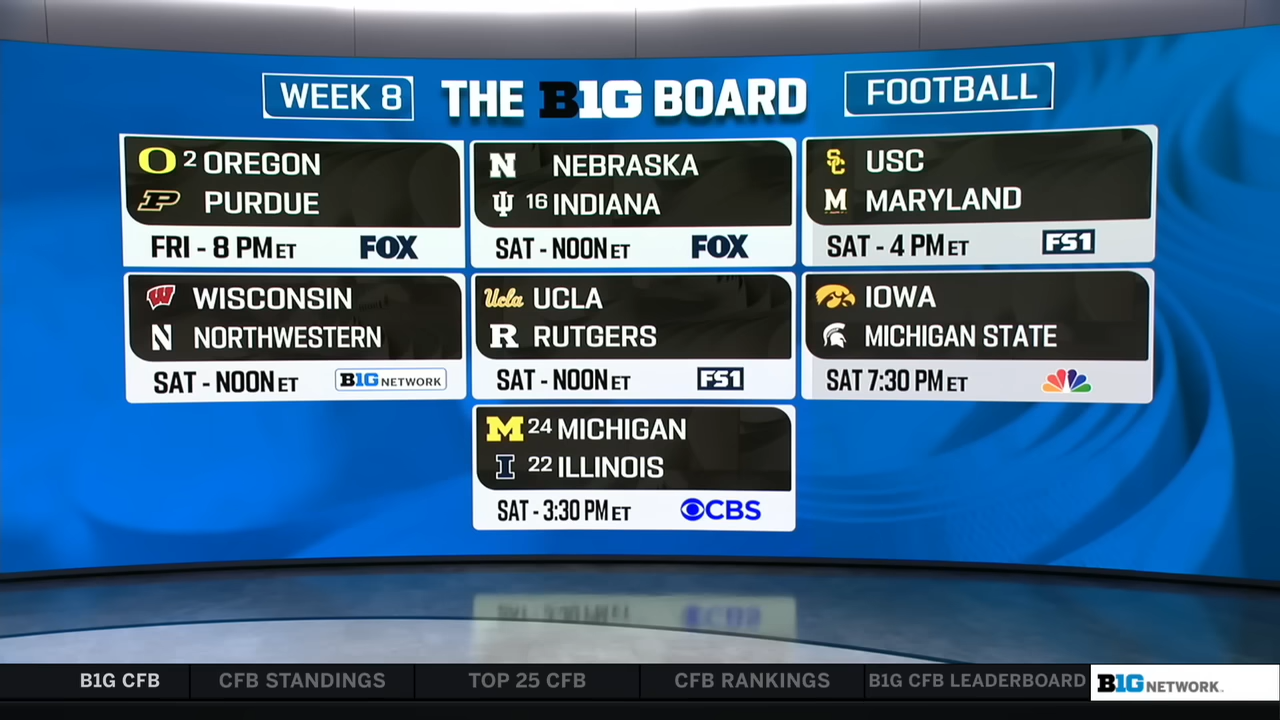 WEEK 8
THE B1G BOARD
FOOTBALL
2 OREGON
PURDUE
FRI - 8 PM ET FOX
NEBRASKA
16 INDIANA
SAT - NOON ET FOX
USC
MARYLAND
SAT - 4 PM ET FS1
WISCONSIN
NORTHWESTERN
SAT - NOON ET B1G NETWORK
Ucla UCLA
RUTGERS
SAT - NOON ET FS1
IOWA
MICHIGAN STATE
SAT 7:30 PM ET
M 24 MICHIGAN
I 22 ILLINOIS
SAT - 3:30 PM ET CBS
B1G CFB
CFB STANDINGS
TOP 25 CFB
CFB RANKINGS
B1G CFB LEADERBOARD
B1G NETWORK